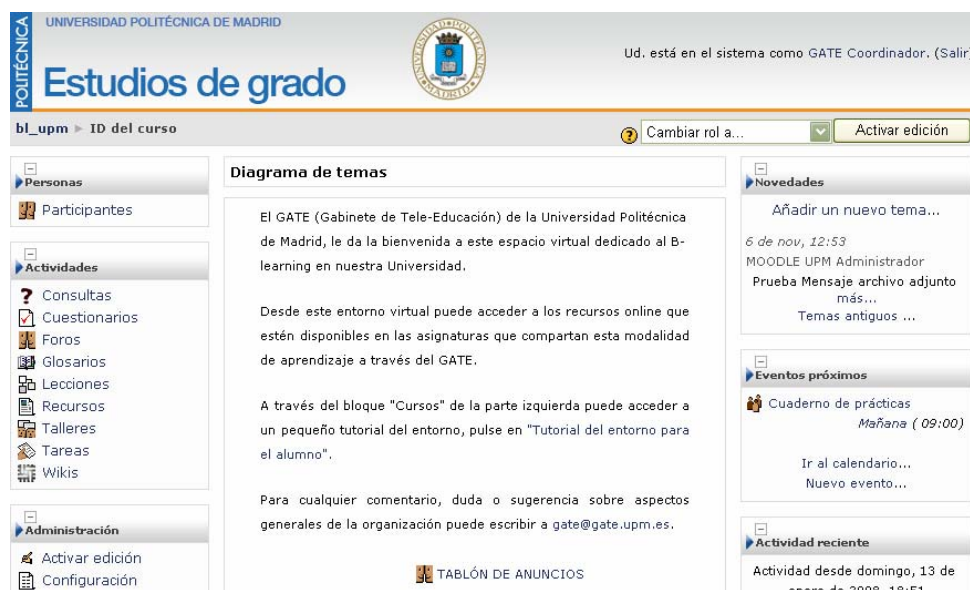 POLITÉCNICA
UNIVERSIDAD POLITÉCNICA DE MADRID
Estudios de grado
Ud. está en el sistema como GATE Coordinador. (Salir)
bl_upm ► ID del curso
Cambiar rol a...
Activar edición
Personas
Participantes
Actividades
Consultas
Cuestionarios
Foros
Glosarios
Lecciones
Recursos
Talleres
Tareas
Wikis
Administración
Activar edición
Configuración
Diagrama de temas
El GATE (Gabinete de Tele-Educación) de la Universidad Politécnica
de Madrid, le da la bienvenida a este espacio virtual dedicado al B-
learning en nuestra Universidad.
Desde este entorno virtual puede acceder a los recursos online que
estén disponibles en las asignaturas que compartan esta modalidad
de aprendizaje a través del GATE.
A través del bloque "Cursos" de la parte izquierda puede acceder a
un pequeño tutorial del entorno, pulse en "Tutorial del entorno para
el alumno".
Para cualquier comentario, duda o sugerencia sobre aspectos
generales de la organización puede escribir a gate@gate.upm.es.
TABLÓN DE ANUNCIOS
Novedades
Añadir un nuevo tema...
6 de nov, 12:53
MOODLE UPM Administrador
Prueba Mensaje archivo adjunto
más...
Temas antiguos ...
Eventos próximos
Cuaderno de prácticas
Mañana ( 09:00)
Ir al calendario...
Nuevo evento...
Actividad reciente
Actividad desde domingo, 13 de
enero de 2008, 18:51